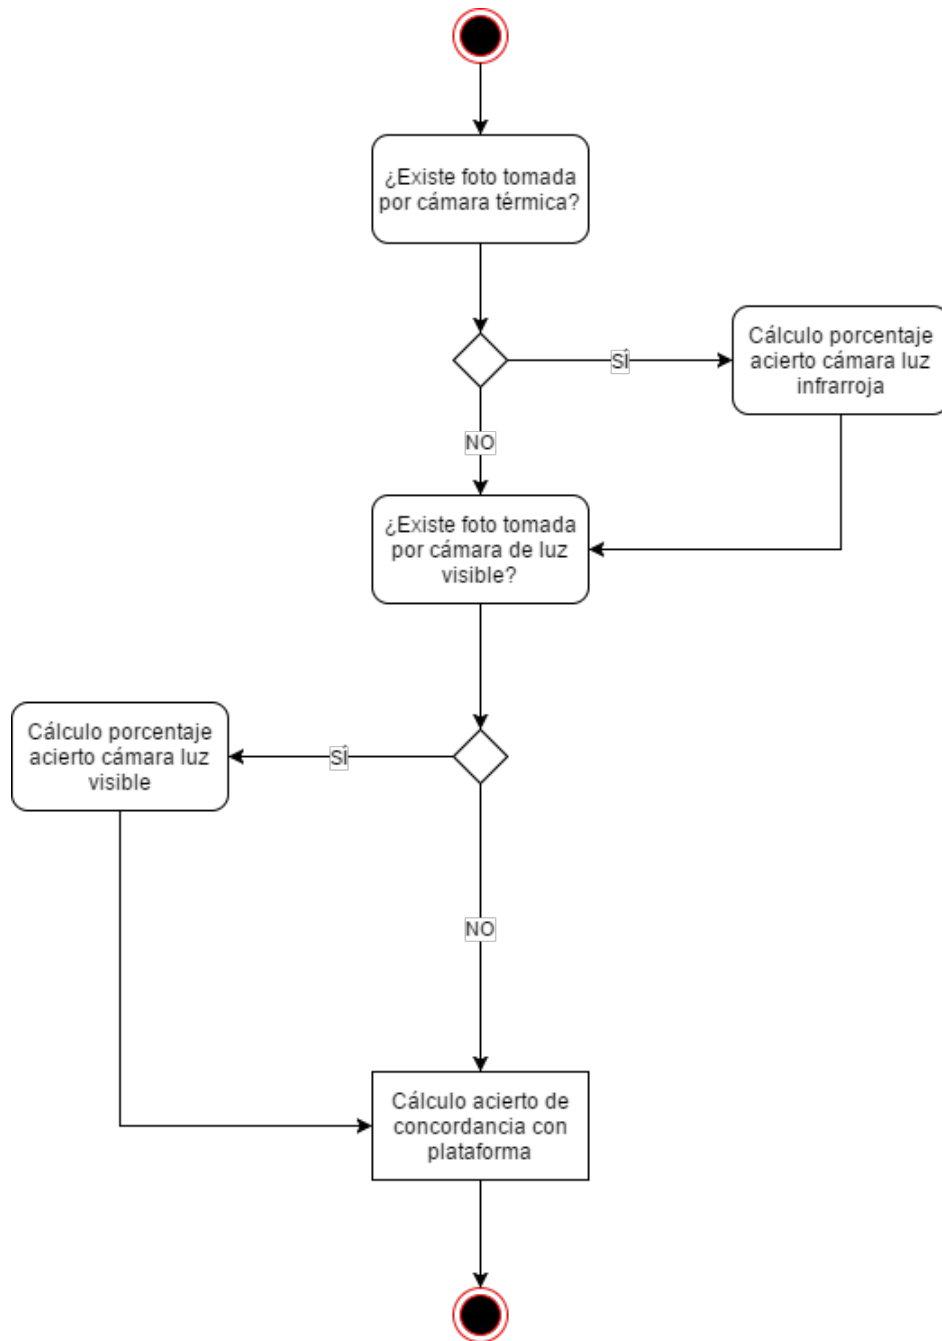 ¿Existe foto tomada
por cámara térmica?
Cálculo porcentaje
acierto cámara luz
infrarroja
SÍ
NO
¿Existe foto tomada
por cámara de luz
visible?
Cálculo porcentaje
acierto cámara luz
visible
SÍ
NO
Cálculo acierto de
concordancia con
plataforma